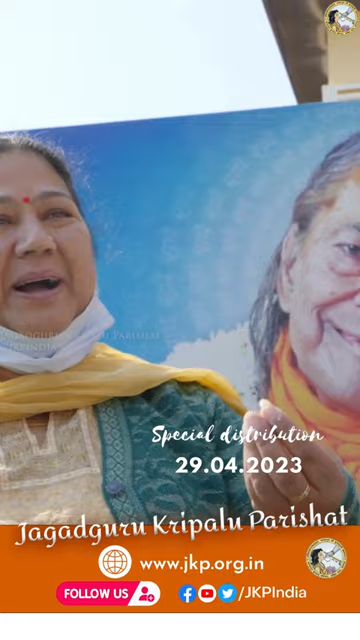 Special distribution
29.04.2023
Jagadguru Kripalu Parishat
www.jkp.org.in
FOLLOW US
/JKPIndia